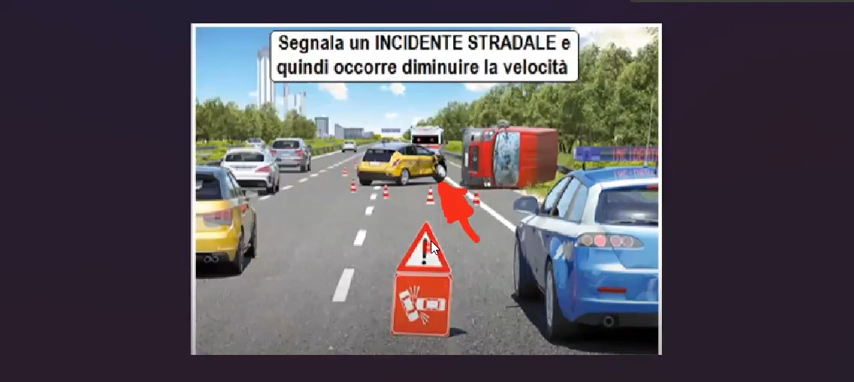 Segnala un INCIDENTE STRADALE e
quindi occorre diminuire la velocità